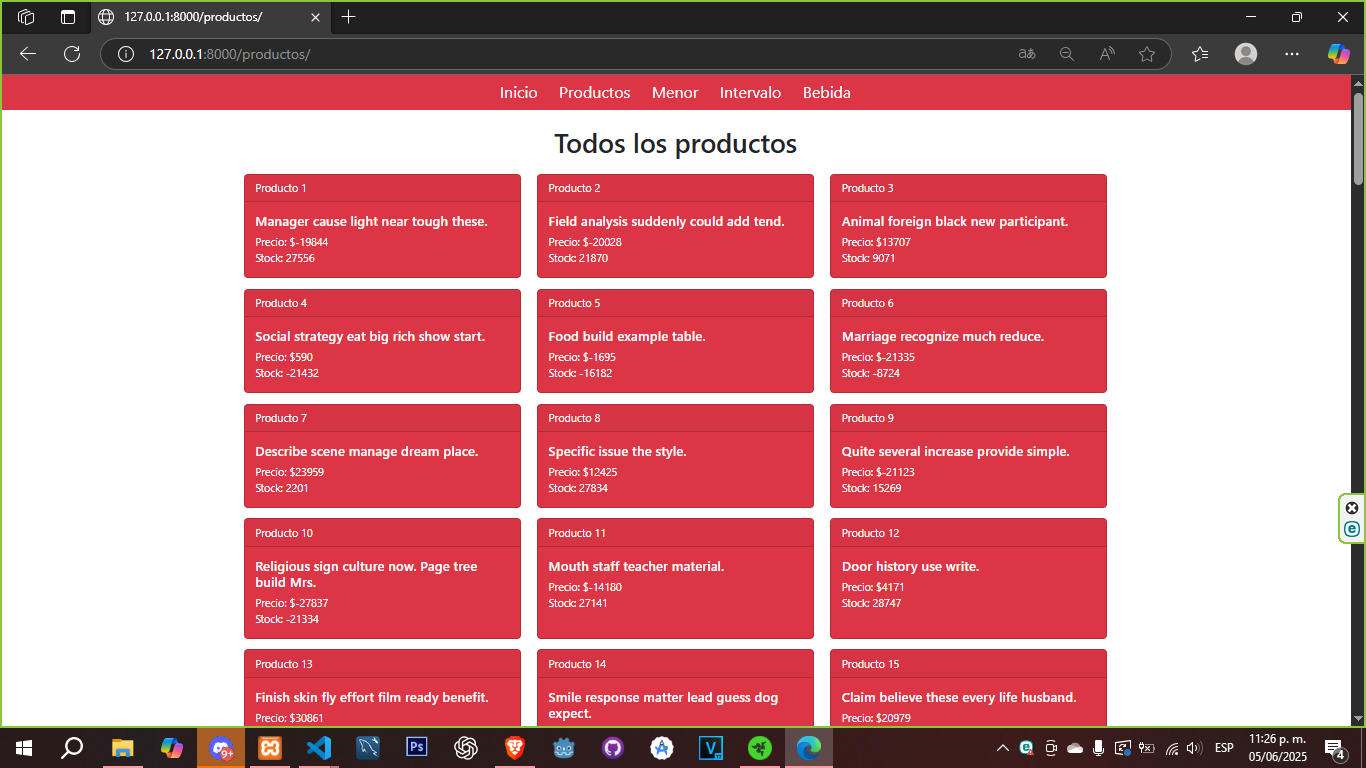 127.0.0.1:8000/productos/
127.0.0.1:8000/productos/
Inicio Productos Menor Intervalo Bebida
Todos los productos
Producto 1
Manager cause light near tough these.
Precio: $-19844
Stock: 27556
Producto 2
Field analysis suddenly could add tend.
Precio: $-20028
Stock: 21870
Producto 3
Animal foreign black new participant.
Precio: $13707
Stock: 9071
Producto 4
Social strategy eat big rich show start.
Precio: $590
Stock: -21432
Producto 5
Food build example table.
Precio: $-1695
Stock: -16182
Producto 6
Marriage recognize much reduce.
Precio: $-21335
Stock: -8724
Producto 7
Describe scene manage dream place.
Precio: $23959
Stock: 2201
Producto 8
Specific issue the style.
Precio: $12425
Stock: 27834
Producto 9
Quite several increase provide simple.
Precio: $-21123
Stock: 15269
Producto 10
Religious sign culture now. Page tree
build Mrs.
Precio: $-27837
Stock: -21334
Producto 11
Mouth staff teacher material.
Precio: $-14180
Stock: 27141
Producto 12
Door history use write.
Precio: $4171
Stock: 28747
Producto 13
Finish skin fly effort film ready benefit.
Precio: $30861
Producto 14
Smile response matter lead guess dog
expect.
Producto 15
Claim believe these every life husband.
Precio: $20979
9+
Ps
V
ESP
11:26 p. m.
05/06/2025
4